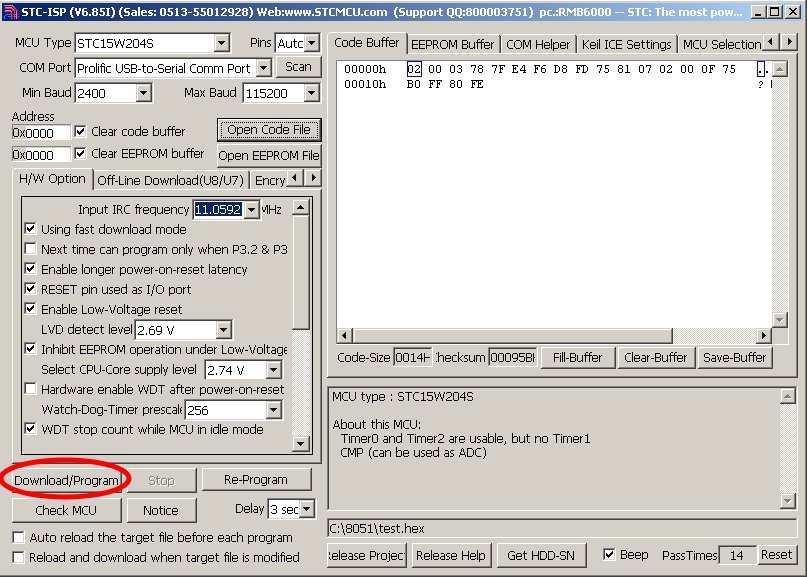 STC-ISP (V6.85I) (Sales: 0513-55012928) Web:www.STCMCU.com (Support QQ:800003751) pc.:RMB6000 -- STC: The most pow...
MCU Type STC15W204S Pins Auto
COM Port Prolific USB-to-Serial Comm Port Scan
Min Baud 2400 Max Baud 115200
Address
0x0000 Clear code buffer Open Code File
0x0000 Clear EEPROM buffer Open EEPROM File
H/W Option Off-Line Download(U8/U7) Encry
Input IRC frequency 11.0592 MHz
Using fast download mode
Next time can program only when P3.2 & P3
Enable longer power-on-reset latency
RESET pin used as I/O port
Enable Low-Voltage reset
LVD detect level 2.69 V
Inhibit EEPROM operation under Low-Voltage
Select CPU-Core supply level 2.74 V
Hardware enable WDT after power-on-reset
Watch-Dog-Timer prescale 256
WDT stop count while MCU in idle mode
Download/Program Stop Re-Program
Check MCU Notice Delay 3 sec
Auto reload the target file before each program
Reload and download when target file is modified
Code Buffer EEPROM Buffer COM Helper Keil ICE Settings MCU Selection
00000h 02 00 03 78 7F E4 F6 D8 FD 75 81 07 02 00 0F 75 ..
00010h B0 FF 80 FE ?
Code-Size 0014H Checksum 00095BH Fill-Buffer Clear-Buffer Save-Buffer
MCU type : STC15W204S
About this MCU:
Timer0 and Timer2 are usable, but no Timer1
CMP (can be used as ADC)
C:\8051\test.hex
Release Project Release Help Get HDD-SN Beep PassTimes 14 Reset